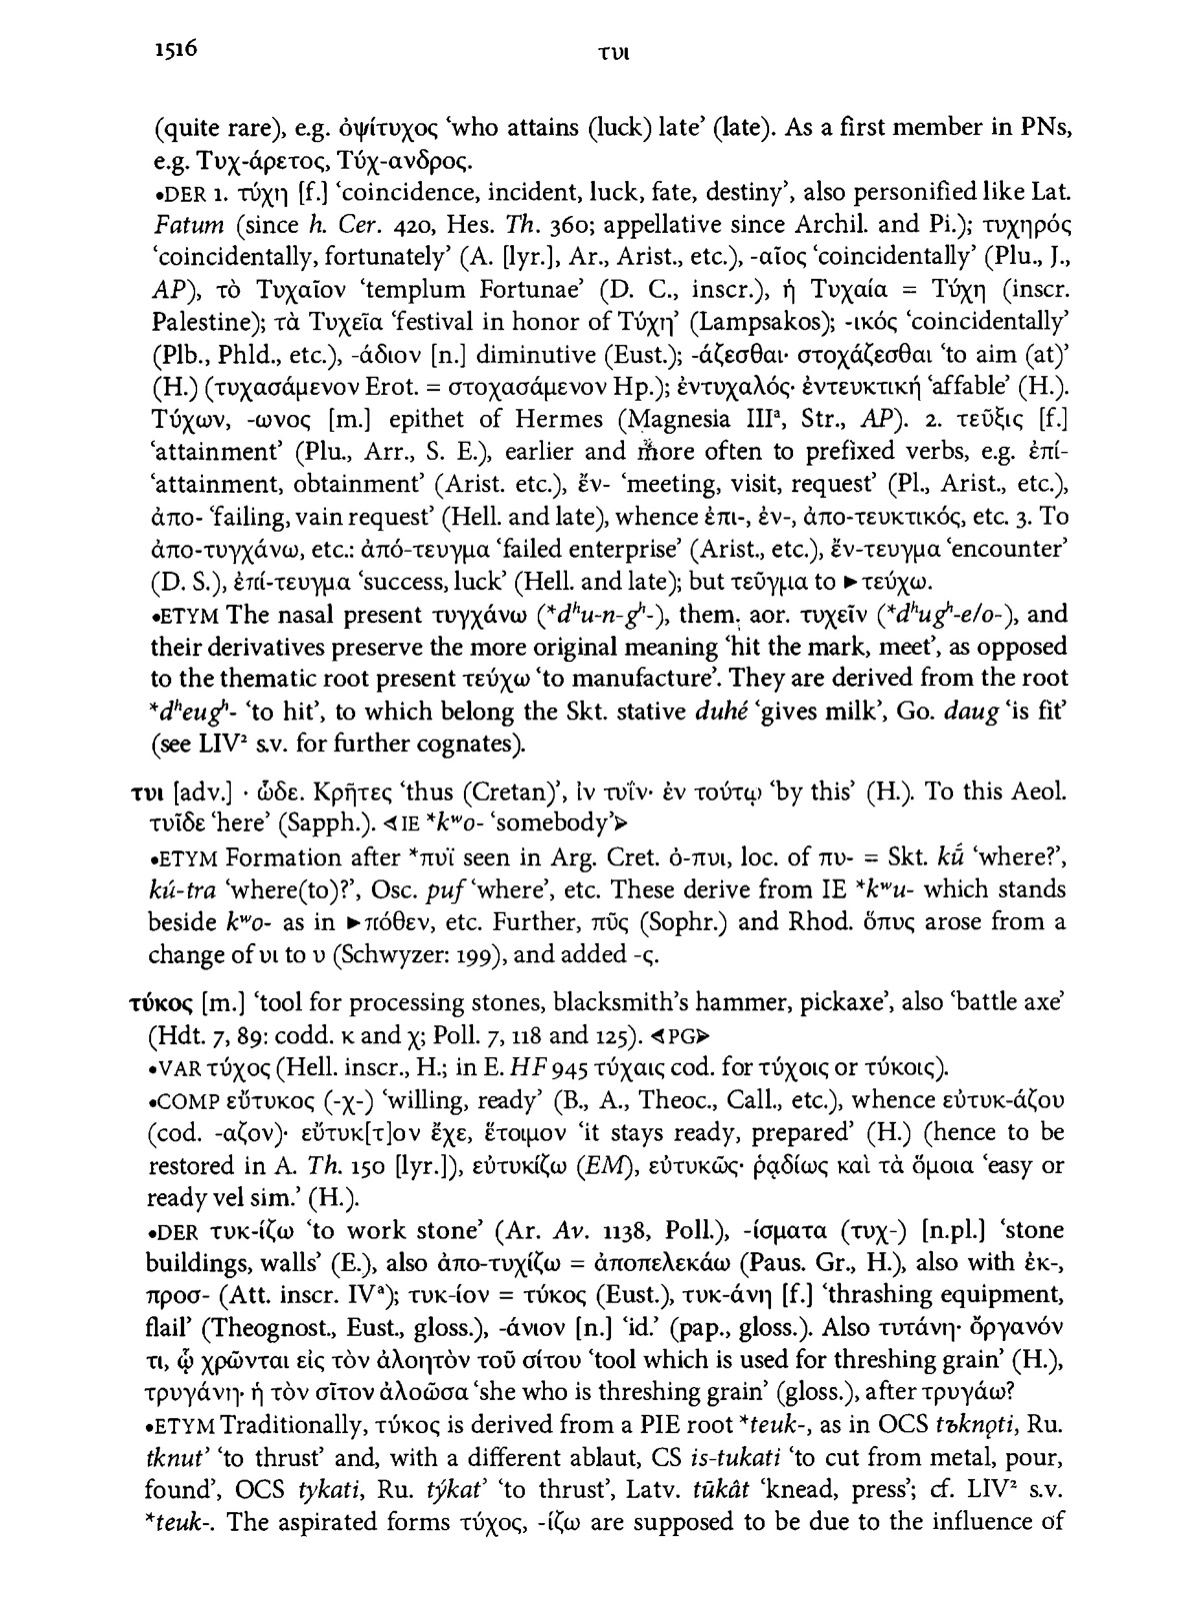 1516
τυι
(quite rare), e.g. ὀψίτυχος ‘who attains (luck) late’ (late). As a first member in PNs,
e.g. Τυχ-άρετος, Τύχ-ανδρος.
•DER 1. τύχη [f.] ‘coincidence, incident, luck, fate, destiny’, also personified like Lat.
Fatum (since h. Cer. 420, Hes. Th. 360; appellative since Archil. and Pi.); τυχηρός
‘coincidentally, fortunately’ (A. [lyr.], Ar., Arist., etc.), -αῖος ‘coincidentally’ (Plu., J.,
AP), τὸ Τυχαῖον ‘templum Fortunae’ (D. C., inscr.), ἡ Τυχαία = Τύχη (inscr.
Palestine); τὰ Τυχεῖα ‘festival in honor of Τύχη’ (Lampsakos); -ικός ‘coincidentally’
(Plb., Phld., etc.), -άδιον [n.] diminutive (Eust.); -άζεσθαι· στοχάζεσθαι ‘to aim (at)’
(H.) (τυχασάμενον Erot. = στοχασάμενον Hp.); ἐντυχαλός· ἐντευκτική ‘affable’ (H.).
Τύχων, -ωνος [m.] epithet of Hermes (Magnesia IIIª, Str., AP). 2. τεῦξις [f.]
‘attainment’ (Plu., Arr., S. E.), earlier and more often to prefixed verbs, e.g. ἐπί-
‘attainment, obtainment’ (Arist. etc.), ἔν- ‘meeting, visit, request’ (Pl., Arist., etc.),
ἀπο- ‘failing, vain request’ (Hell. and late), whence ἐπι-, ἐν-, ἀπο-τευκτικός, etc. 3. To
ἀπο-τυγχάνω, etc.: ἀπό-τευγμα ‘failed enterprise’ (Arist., etc.), ἔν-τευγμα ‘encounter’
(D. S.), ἐπί-τευγμα ‘success, luck’ (Hell. and late); but τεῦγμα to ►τεύχω.
•ETYM The nasal present τυγχάνω (*dʰu-n-gʰ-), them. aor. τυχεῖν (*dʰugʰ-e/o-), and
their derivatives preserve the more original meaning ‘hit the mark, meet’, as opposed
to the thematic root present τεύχω ‘to manufacture’. They are derived from the root
*dʰeugʰ- ‘to hit’, to which belong the Skt. stative duhé ‘gives milk’, Go. daug ‘is fit’
(see LIV² s.v. for further cognates).
τυι [adv.] · ὧδε. Κρῆτες ‘thus (Cretan)’, ἰν τυΐν· ἐν τούτῳ ‘by this’ (H.). To this Aeol.
τυῖδε ‘here’ (Sapph.). ⊲IE *kʷo- ‘somebody’⊳
•ETYM Formation after *πυΐ seen in Arg. Cret. ὀ-πυι, loc. of πυ- = Skt. kū́ ‘where?’,
kú-tra ‘where(to)?’, Osc. puf ‘where’, etc. These derive from IE *kʷu- which stands
beside kʷo- as in ►πόθεν, etc. Further, πῦς (Sophr.) and Rhod. ὅπυς arose from a
change of υι to υ (Schwyzer: 199), and added -ς.
τύκος [m.] ‘tool for processing stones, blacksmith’s hammer, pickaxe’, also ‘battle axe’
(Hdt. 7, 89: codd. κ and χ; Poll. 7, 118 and 125). ⊲PG⊳
•VAR τύχος (Hell. inscr., H.; in E. HF 945 τύχαις cod. for τύχοις or τύκοις).
•COMP εὔτυκος (-χ-) ‘willing, ready’ (B., A., Theoc., Call., etc.), whence εὐτυκ-άζου
(cod. -αζον)· εὔτυκ[τ]ον ἔχε, ἕτοιμον ‘it stays ready, prepared’ (H.) (hence to be
restored in A. Th. 150 [lyr.]), εὐτυκίζω (EM), εὐτυκῶς· ῥᾳδίως καὶ τὰ ὅμοια ‘easy or
ready vel sim.’ (H.).
•DER τυκ-ίζω ‘to work stone’ (Ar. Av. 1138, Poll.), -ίσματα (τυχ-) [n.pl.] ‘stone
buildings, walls’ (E.), also ἀπο-τυχίζω = ἀποπελεκάω (Paus. Gr., H.), also with ἐκ-,
προσ- (Att. inscr. IVª); τυκ-ίον = τύκος (Eust.), τυκ-άνη [f.] ‘thrashing equipment,
flail’ (Theognost., Eust., gloss.), -άνιον [n.] ‘id.’ (pap., gloss.). Also τυτάνη· ὄργανόν
τι, ᾧ χρῶνται εἰς τὸν ἀλοητὸν τοῦ σίτου ‘tool which is used for threshing grain’ (H.),
τρυγάνη· ἡ τὸν σῖτον ἀλοῶσα ‘she who is threshing grain’ (gloss.), after τρυγάω?
•ETYM Traditionally, τύκος is derived from a PIE root *teuk-, as in OCS tъknǫti, Ru.
tknut’ ‘to thrust’ and, with a different ablaut, CS is-tukati ‘to cut from metal, pour,
found’, OCS tykati, Ru. týkat’ ‘to thrust’, Latv. tūkât ‘knead, press’; cf. LIV² s.v.
*teuk-. The aspirated forms τύχος, -ίζω are supposed to be due to the influence of